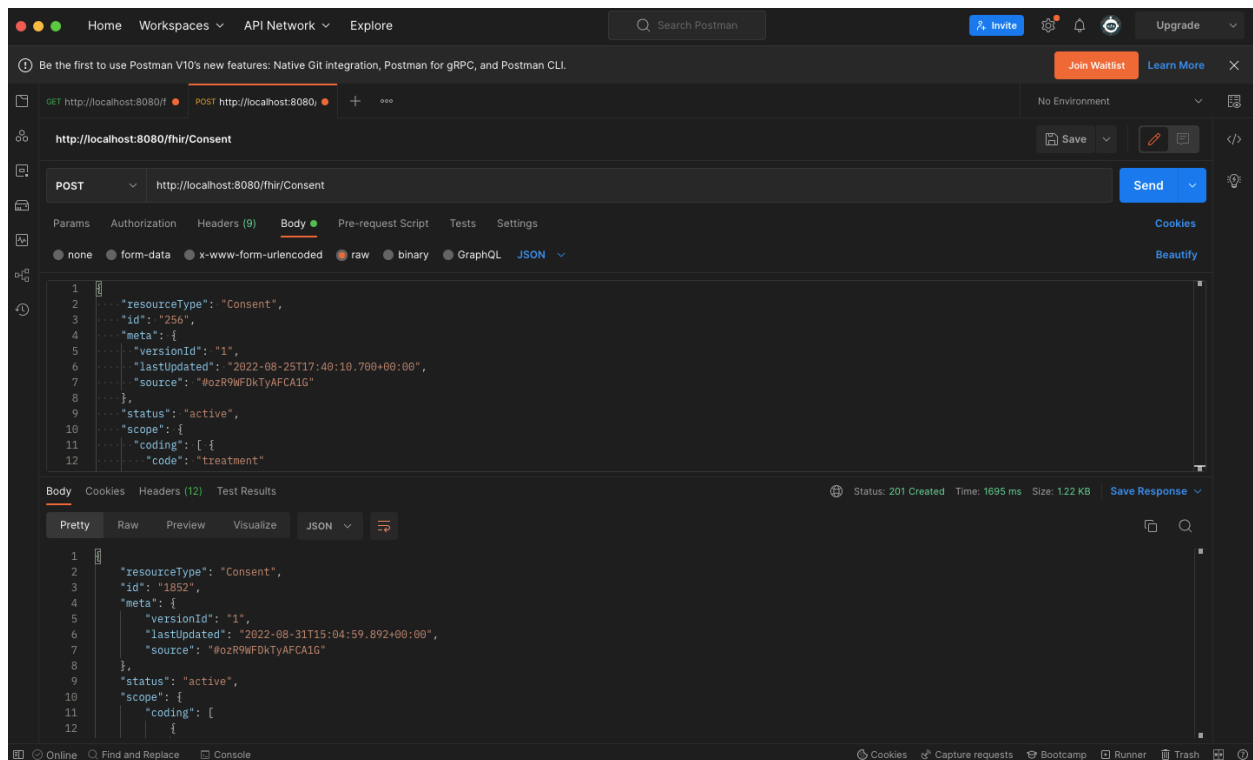 Home Workspaces API Network Explore Search Postman Invite Upgrade
Be the first to use Postman V10's new features: Native Git integration, Postman for gRPC, and Postman CLI. Join Waitlist Learn More
GET http://localhost:8080/f POST http://localhost:8080/ No Environment
http://localhost:8080/fhir/Consent Save
POST http://localhost:8080/fhir/Consent Send
Params Authorization Headers (9) Body Pre-request Script Tests Settings Cookies
none form-data x-www-form-urlencoded raw binary GraphQL JSON Beautify
1 {
2 "resourceType": "Consent",
3 "id": "256",
4 "meta": {
5 "versionId": "1",
6 "lastUpdated": "2022-08-25T17:40:10.700+00:00",
7 "source": "#ozR9WFDkTyAFCA1G"
8 },
9 "status": "active",
10 "scope": {
11 "coding": [ {
12 "code": "treatment"
Body Cookies Headers (12) Test Results Status: 201 Created Time: 1695 ms Size: 1.22 KB Save Response
Pretty Raw Preview Visualize JSON
1 {
2 "resourceType": "Consent",
3 "id": "1852",
4 "meta": {
5 "versionId": "1",
6 "lastUpdated": "2022-08-31T15:04:59.892+00:00",
7 "source": "#ozR9WFDkTyAFCA1G"
8 },
9 "status": "active",
10 "scope": {
11 "coding": [
12 {
Online Find and Replace Console Cookies Capture requests Bootcamp Runner Trash